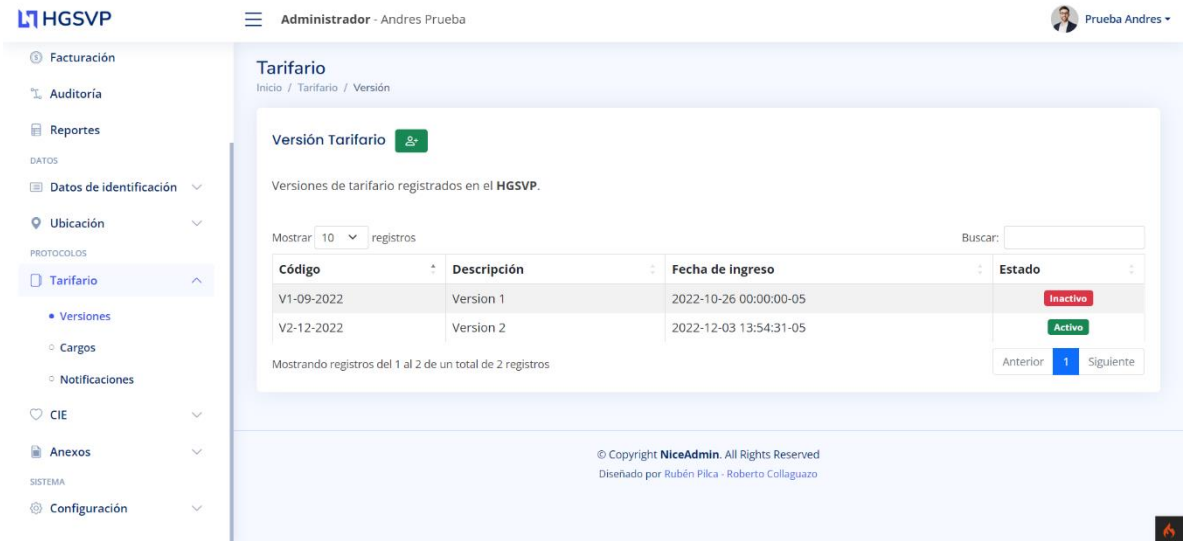 HGSVP
Administrador - Andres Prueba
Prueba Andres
Facturación
Auditoría
Reportes
DATOS
Datos de identificación
Ubicación
PROTOCOLOS
Tarifario
Versiones
Cargos
Notificaciones
CIE
Anexos
SISTEMA
Configuración
Tarifario
Inicio / Tarifario / Versión
Versión Tarifario
Versiones de tarifario registrados en el HGSVP.
Mostrar 10 registros
Buscar:
Código Descripción Fecha de ingreso Estado
V1-09-2022 Version 1 2022-10-26 00:00:00-05 Inactivo
V2-12-2022 Version 2 2022-12-03 13:54:31-05 Activo
Mostrando registros del 1 al 2 de un total de 2 registros
Anterior 1 Siguiente
© Copyright NiceAdmin. All Rights Reserved
Diseñado por Rubén Pilca - Roberto Collaguazo